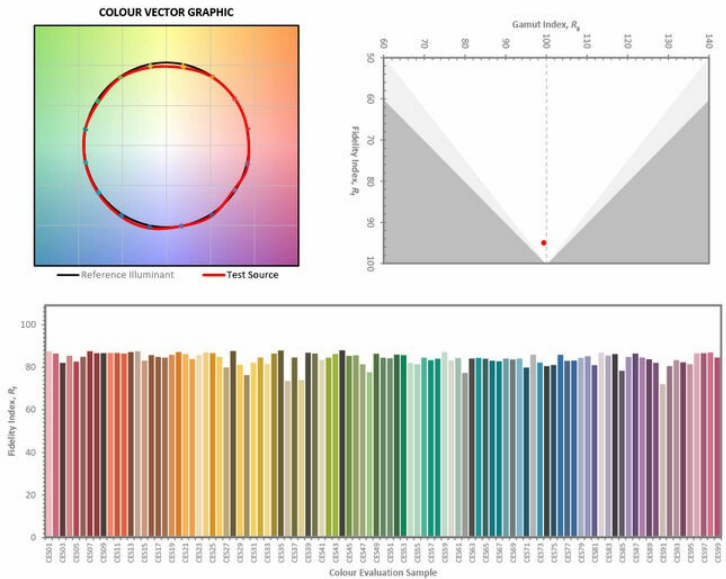 COLOUR VECTOR GRAPHIC
Reference Illuminant
Test Source
Gamut Index, Rg
60
70
80
90
100
110
120
130
140
50
60
70
80
90
100
Fidelity Index, Rf
Fidelity Index, Rf
100
80
60
40
20
0
CES01
CES03
CES05
CES07
CES09
CES11
CES13
CES15
CES17
CES19
CES21
CES23
CES25
CES27
CES29
CES31
CES33
CES35
CES37
CES39
CES41
CES43
CES45
CES47
CES49
CES51
CES53
CES55
CES57
CES59
CES61
CES63
CES65
CES67
CES69
CES71
CES73
CES75
CES77
CES79
CES81
CES83
CES85
CES87
CES89
CES91
CES93
CES95
CES97
CES99
Colour Evaluation Sample